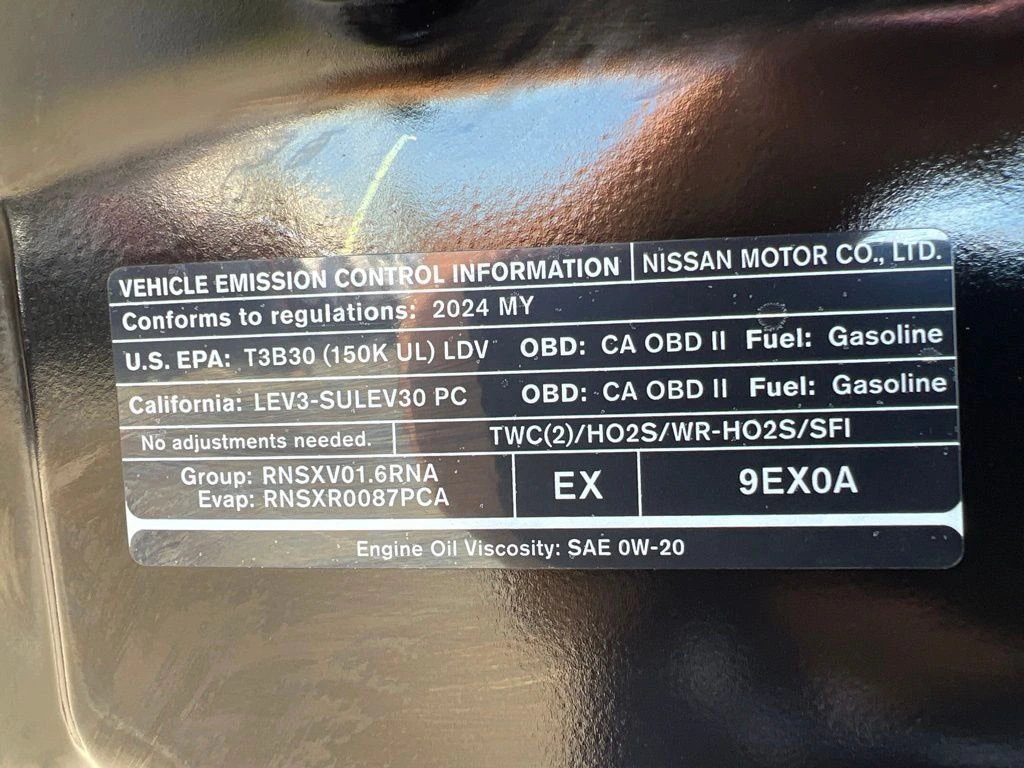 VEHICLE EMISSION CONTROL INFORMATION NISSAN MOTOR CO., LTD.
Conforms to regulations: 2024 MY
U.S. EPA: T3B30 (150K UL) LDV OBD: CA OBD II Fuel: Gasoline
California: LEV3-SULEV30 PC OBD: CA OBD II Fuel: Gasoline
No adjustments needed. TWC(2)/HO2S/WR-HO2S/SFI
Group: RNSXV01.6RNA
Evap: RNSXR0087PCA
EX
9EX0A
Engine Oil Viscosity: SAE 0W-20